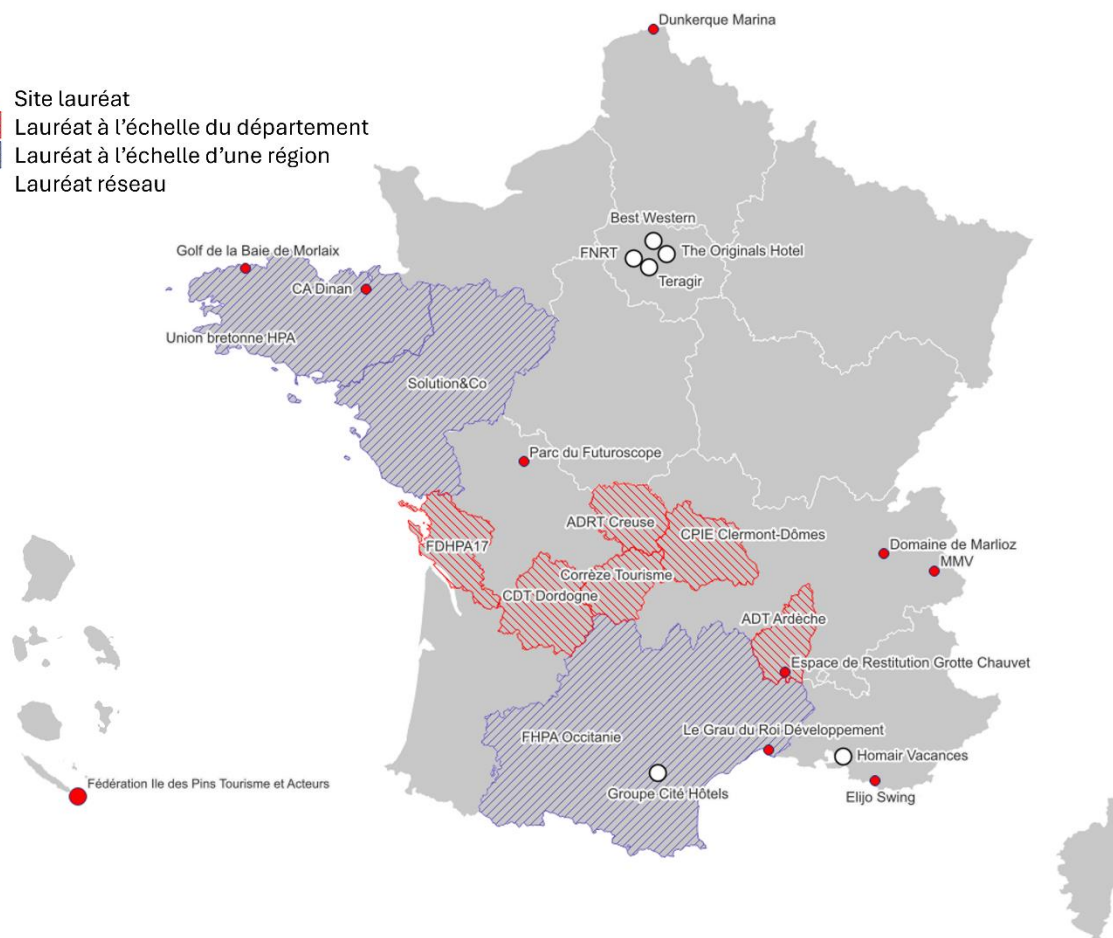 Dunkerque Marina
Site lauréat
Lauréat à l’échelle du département
Lauréat à l’échelle d’une région
Lauréat réseau
Best Western
FNRT
The Originals Hotel
Teragir
Golf de la Baie de Morlaix
CA Dinan
Union bretonne HPA
Solution&Co
Parc du Futuroscope
ADRT Creuse
CPIE Clermont-Dômes
FDHPA17
Domaine de Marlioz
MMV
Corrèze Tourisme
CDT Dordogne
ADT Ardèche
Espace de Restitution Grotte Chauvet
Le Grau du Roi Développement
FHPA Occitanie
Homair Vacances
Groupe Cité Hôtels
Elijo Swing
Fédération Ile des Pins Tourisme et Acteurs